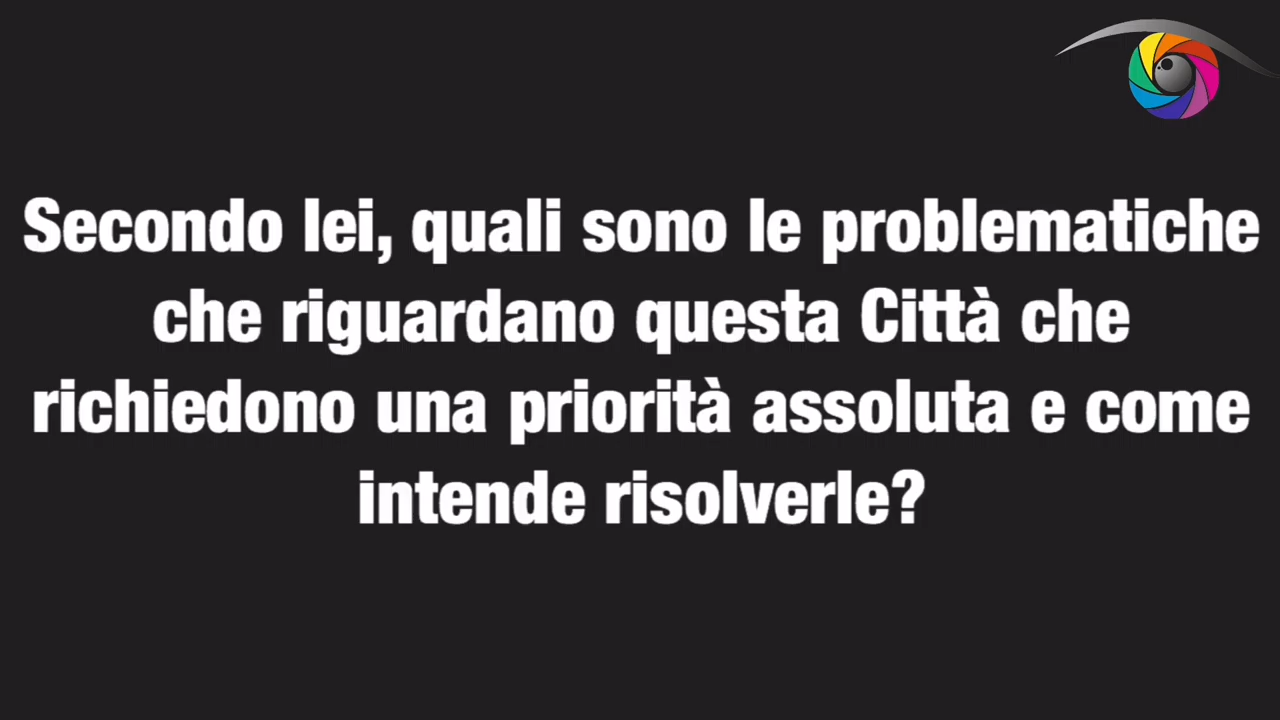 Secondo lei, quali sono le problematiche
che riguardano questa Città che
richiedono una priorità assoluta e come
intende risolverle?